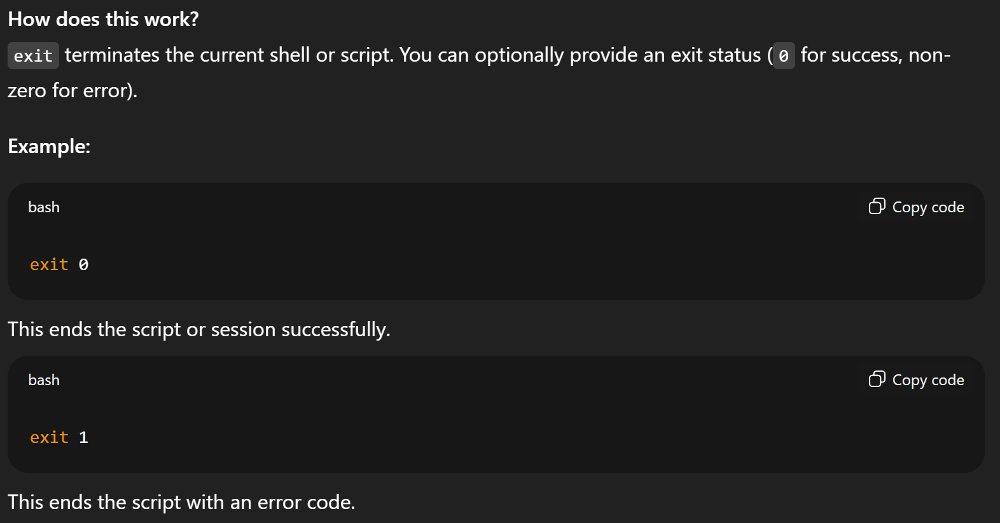 How does this work?
exit terminates the current shell or script. You can optionally provide an exit status (0 for success, non-
zero for error).
Example:
bash
Copy code
exit 0
This ends the script or session successfully.
bash
Copy code
exit 1
This ends the script with an error code.